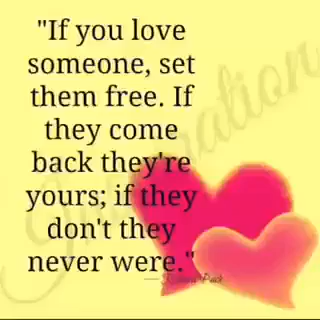 "If you love
someone, set
them free. If
they come
back they're
yours; if they
don't they
never were."